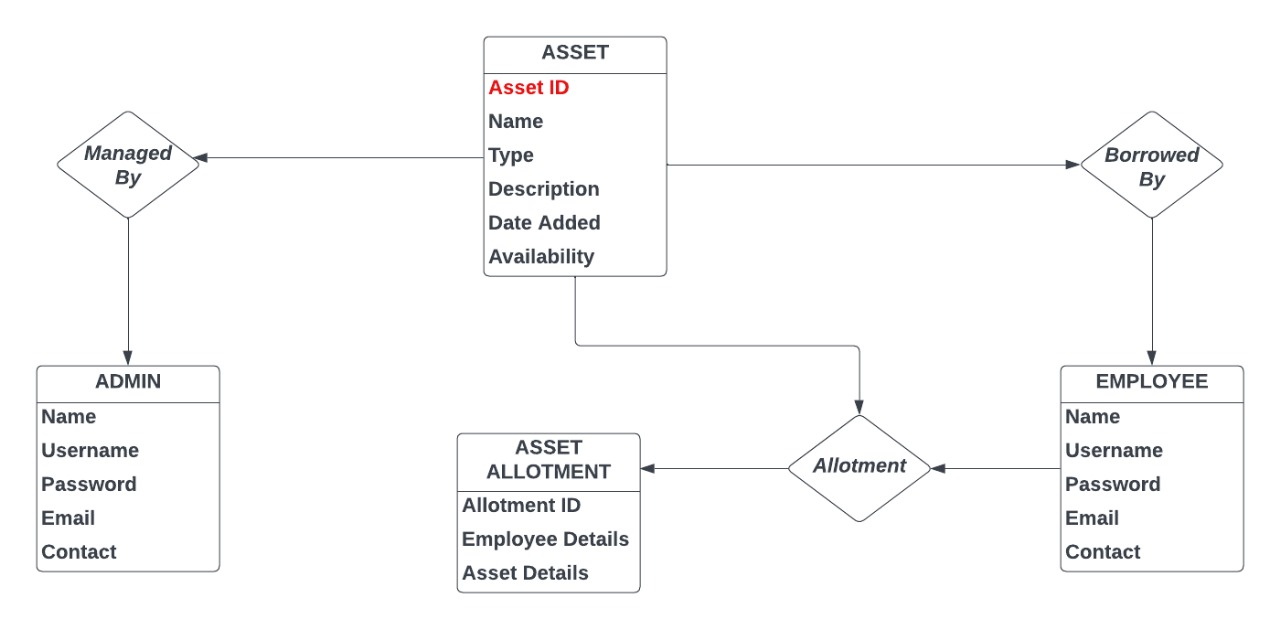 ASSET
Asset ID
Name
Type
Description
Date Added
Availability
Managed
By
Borrowed
By
ADMIN
Name
Username
Password
Email
Contact
ASSET
ALLOTMENT
Allotment ID
Employee Details
Asset Details
Allotment
EMPLOYEE
Name
Username
Password
Email
Contact